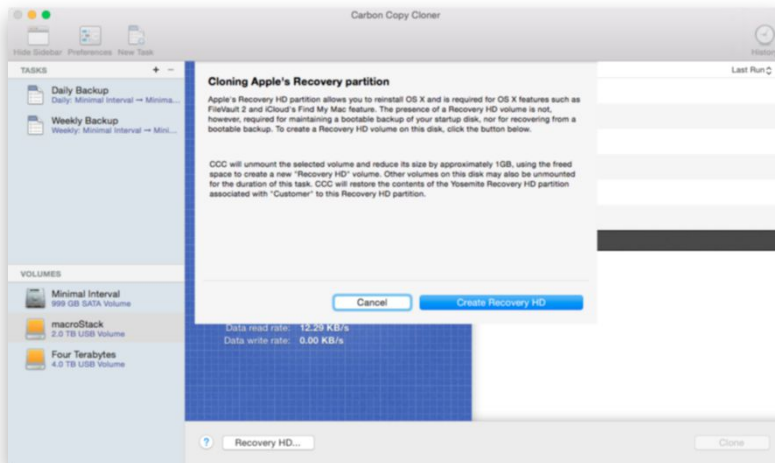 Carbon Copy Cloner
Hide Sidebar Preferences New Task
History
TASKS + −
Last Run
Daily Backup
Daily: Minimal Interval → Minima...
Weekly Backup
Weekly: Minimal Interval → Mini...
Cloning Apple's Recovery partition
Apple's Recovery HD partition allows you to reinstall OS X and is required for OS X features such as
FileVault 2 and iCloud's Find My Mac feature. The presence of a Recovery HD volume is not,
however, required for maintaining a bootable backup of your startup disk, nor for recovering from a
bootable backup. To create a Recovery HD volume on this disk, click the button below.
CCC will unmount the selected volume and reduce its size by approximately 1GB, using the freed
space to create a new "Recovery HD" volume. Other volumes on this disk may also be unmounted
for the duration of this task. CCC will restore the contents of the Yosemite Recovery HD partition
associated with "Customer" to this Recovery HD partition.
Cancel
Create Recovery HD
VOLUMES
Minimal Interval
999 GB SATA Volume
macroStack
2.0 TB USB Volume
Four Terabytes
4.0 TB USB Volume
Data read rate: 12.29 KB/s
Data write rate: 0.00 KB/s
? Recovery HD...
Clone